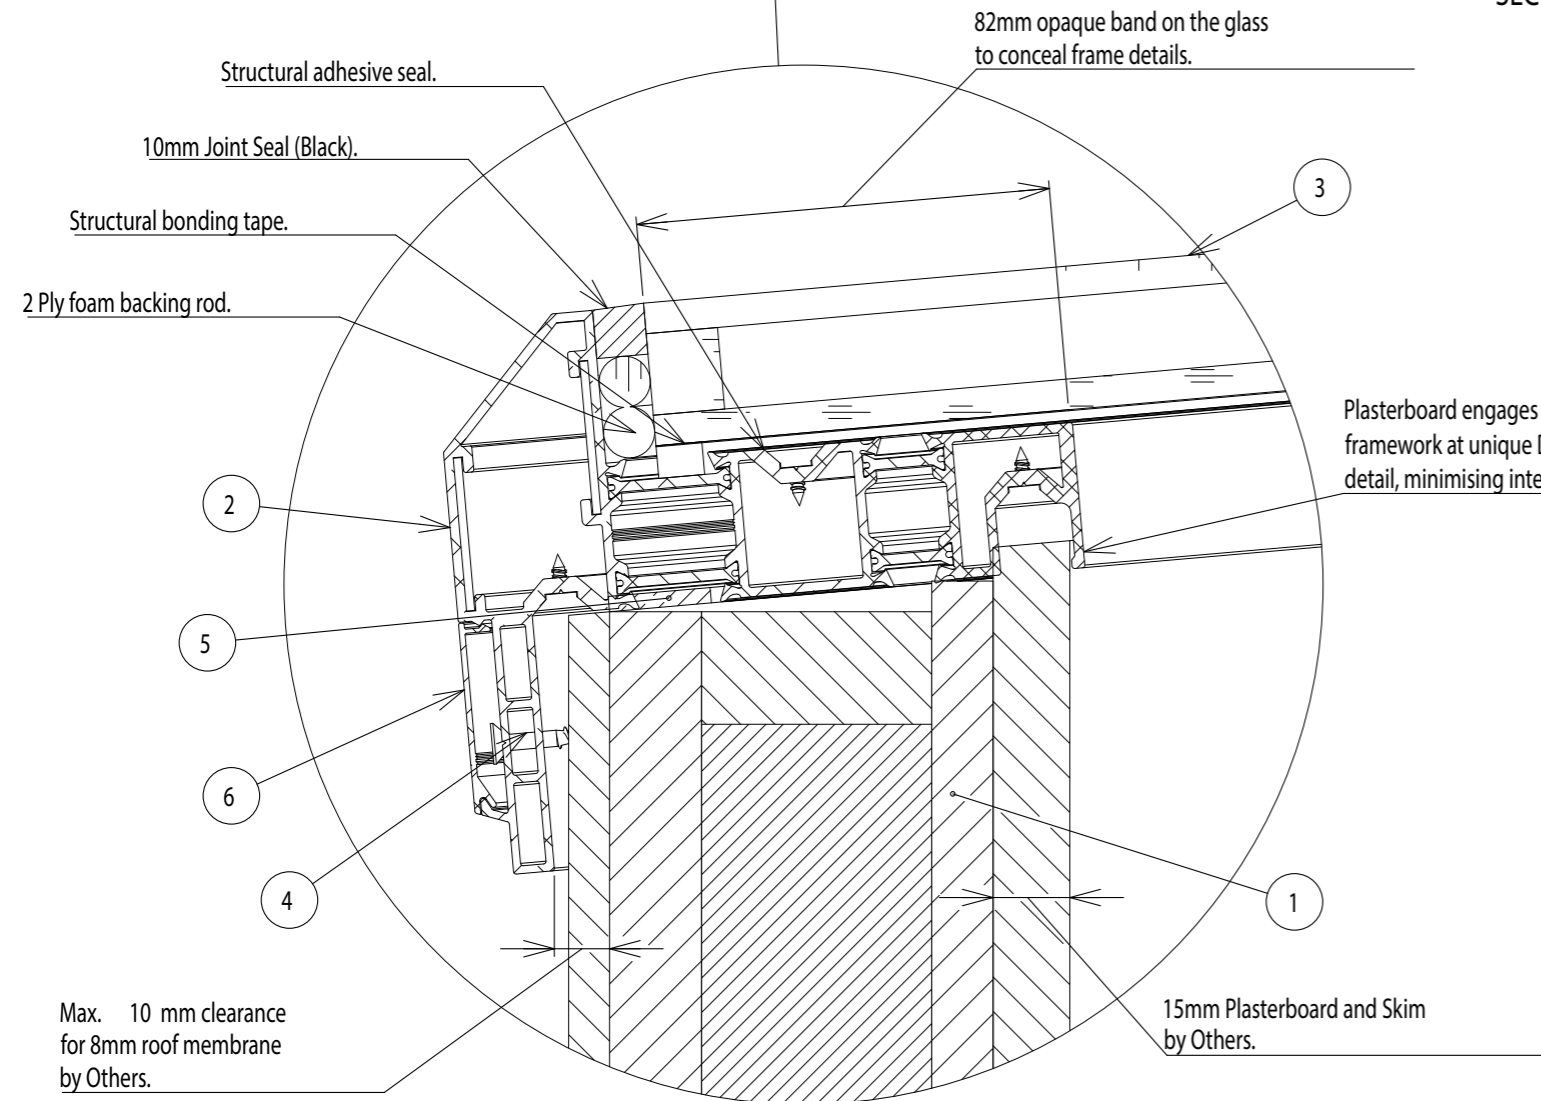 82mm opaque band on the glass
to conceal frame details.
Structural adhesive seal.
10mm Joint Seal (Black).
3
Structural bonding tape.
2 Ply foam backing rod.
Plasterboard engages
framework at unique D
detail, minimising inte
2
5
6
4
1
Max. 10 mm clearance
for 8mm roof membrane
by Others.
15mm Plasterboard and Skim
by Others.